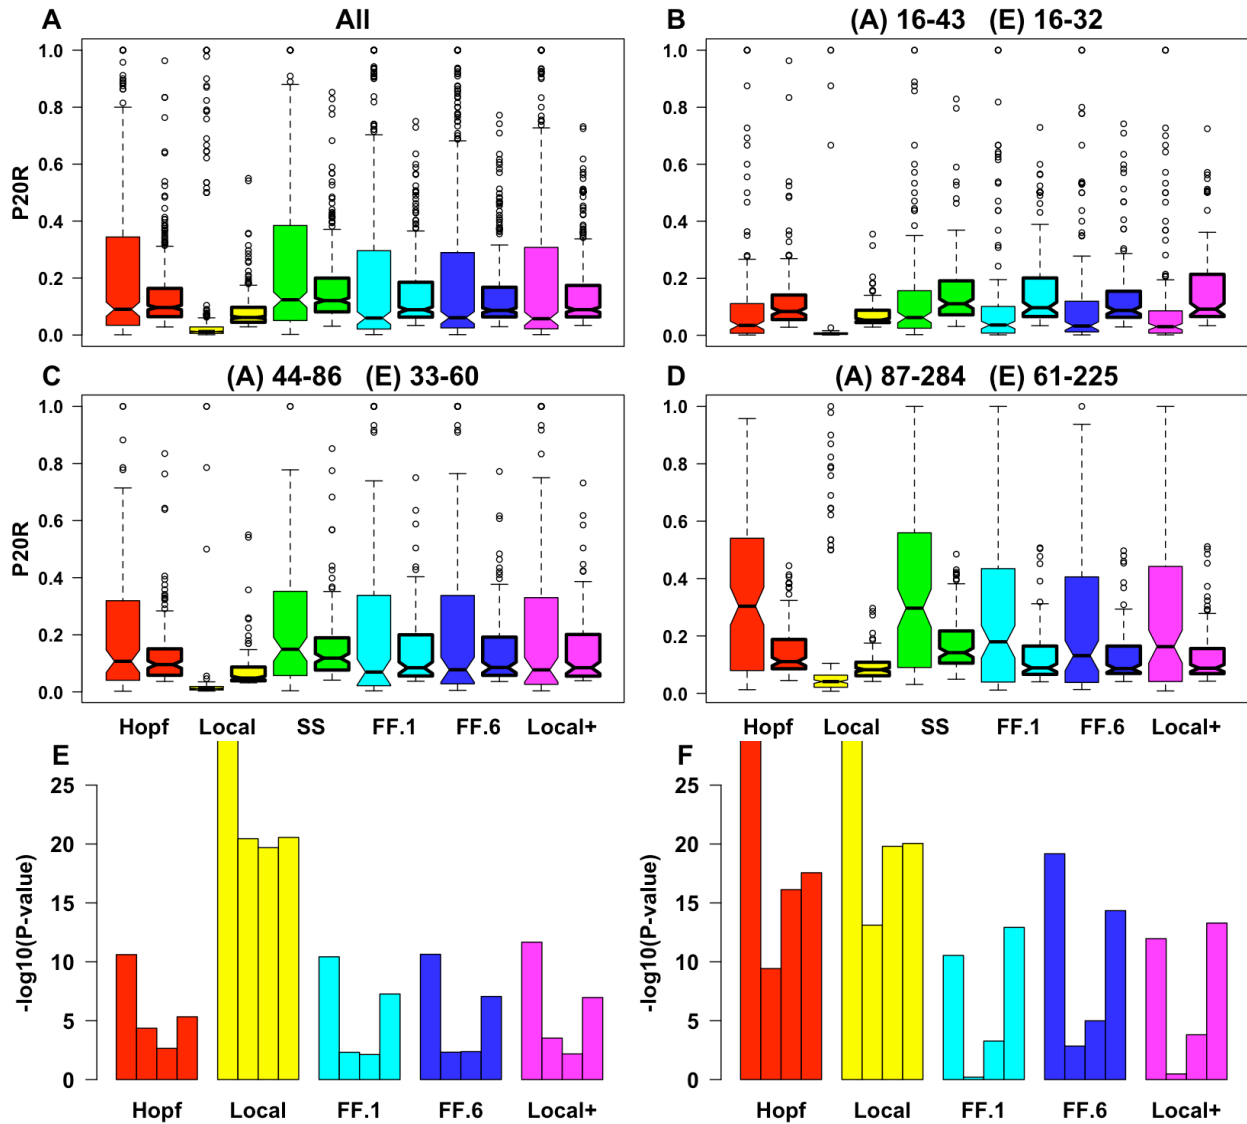 A All
B (A) 16-43 (E) 16-32
P20R
1.0
0.8
0.6
0.4
0.2
0.0
1.0
0.8
0.6
0.4
0.2
0.0
C (A) 44-86 (E) 33-60
D (A) 87-284 (E) 61-225
P20R
1.0
0.8
0.6
0.4
0.2
0.0
1.0
0.8
0.6
0.4
0.2
0.0
Hopf Local SS FF.1 FF.6 Local+
Hopf Local SS FF.1 FF.6 Local+
E
-log10(P-value)
25
20
15
10
5
0
Hopf Local FF.1 FF.6 Local+
F
-log10(P-value)
25
20
15
10
5
0
Hopf Local FF.1 FF.6 Local+